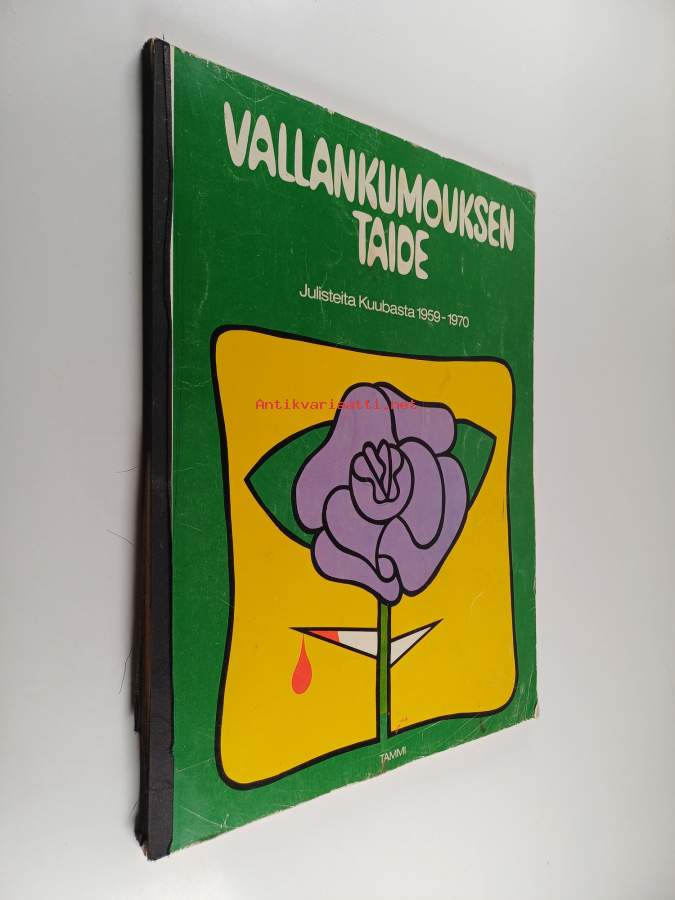 VALLANKUMOUKSEN
TAIDE
Julisteita Kuubasta 1959-1970
Antikvariaatti.net
TAMMI